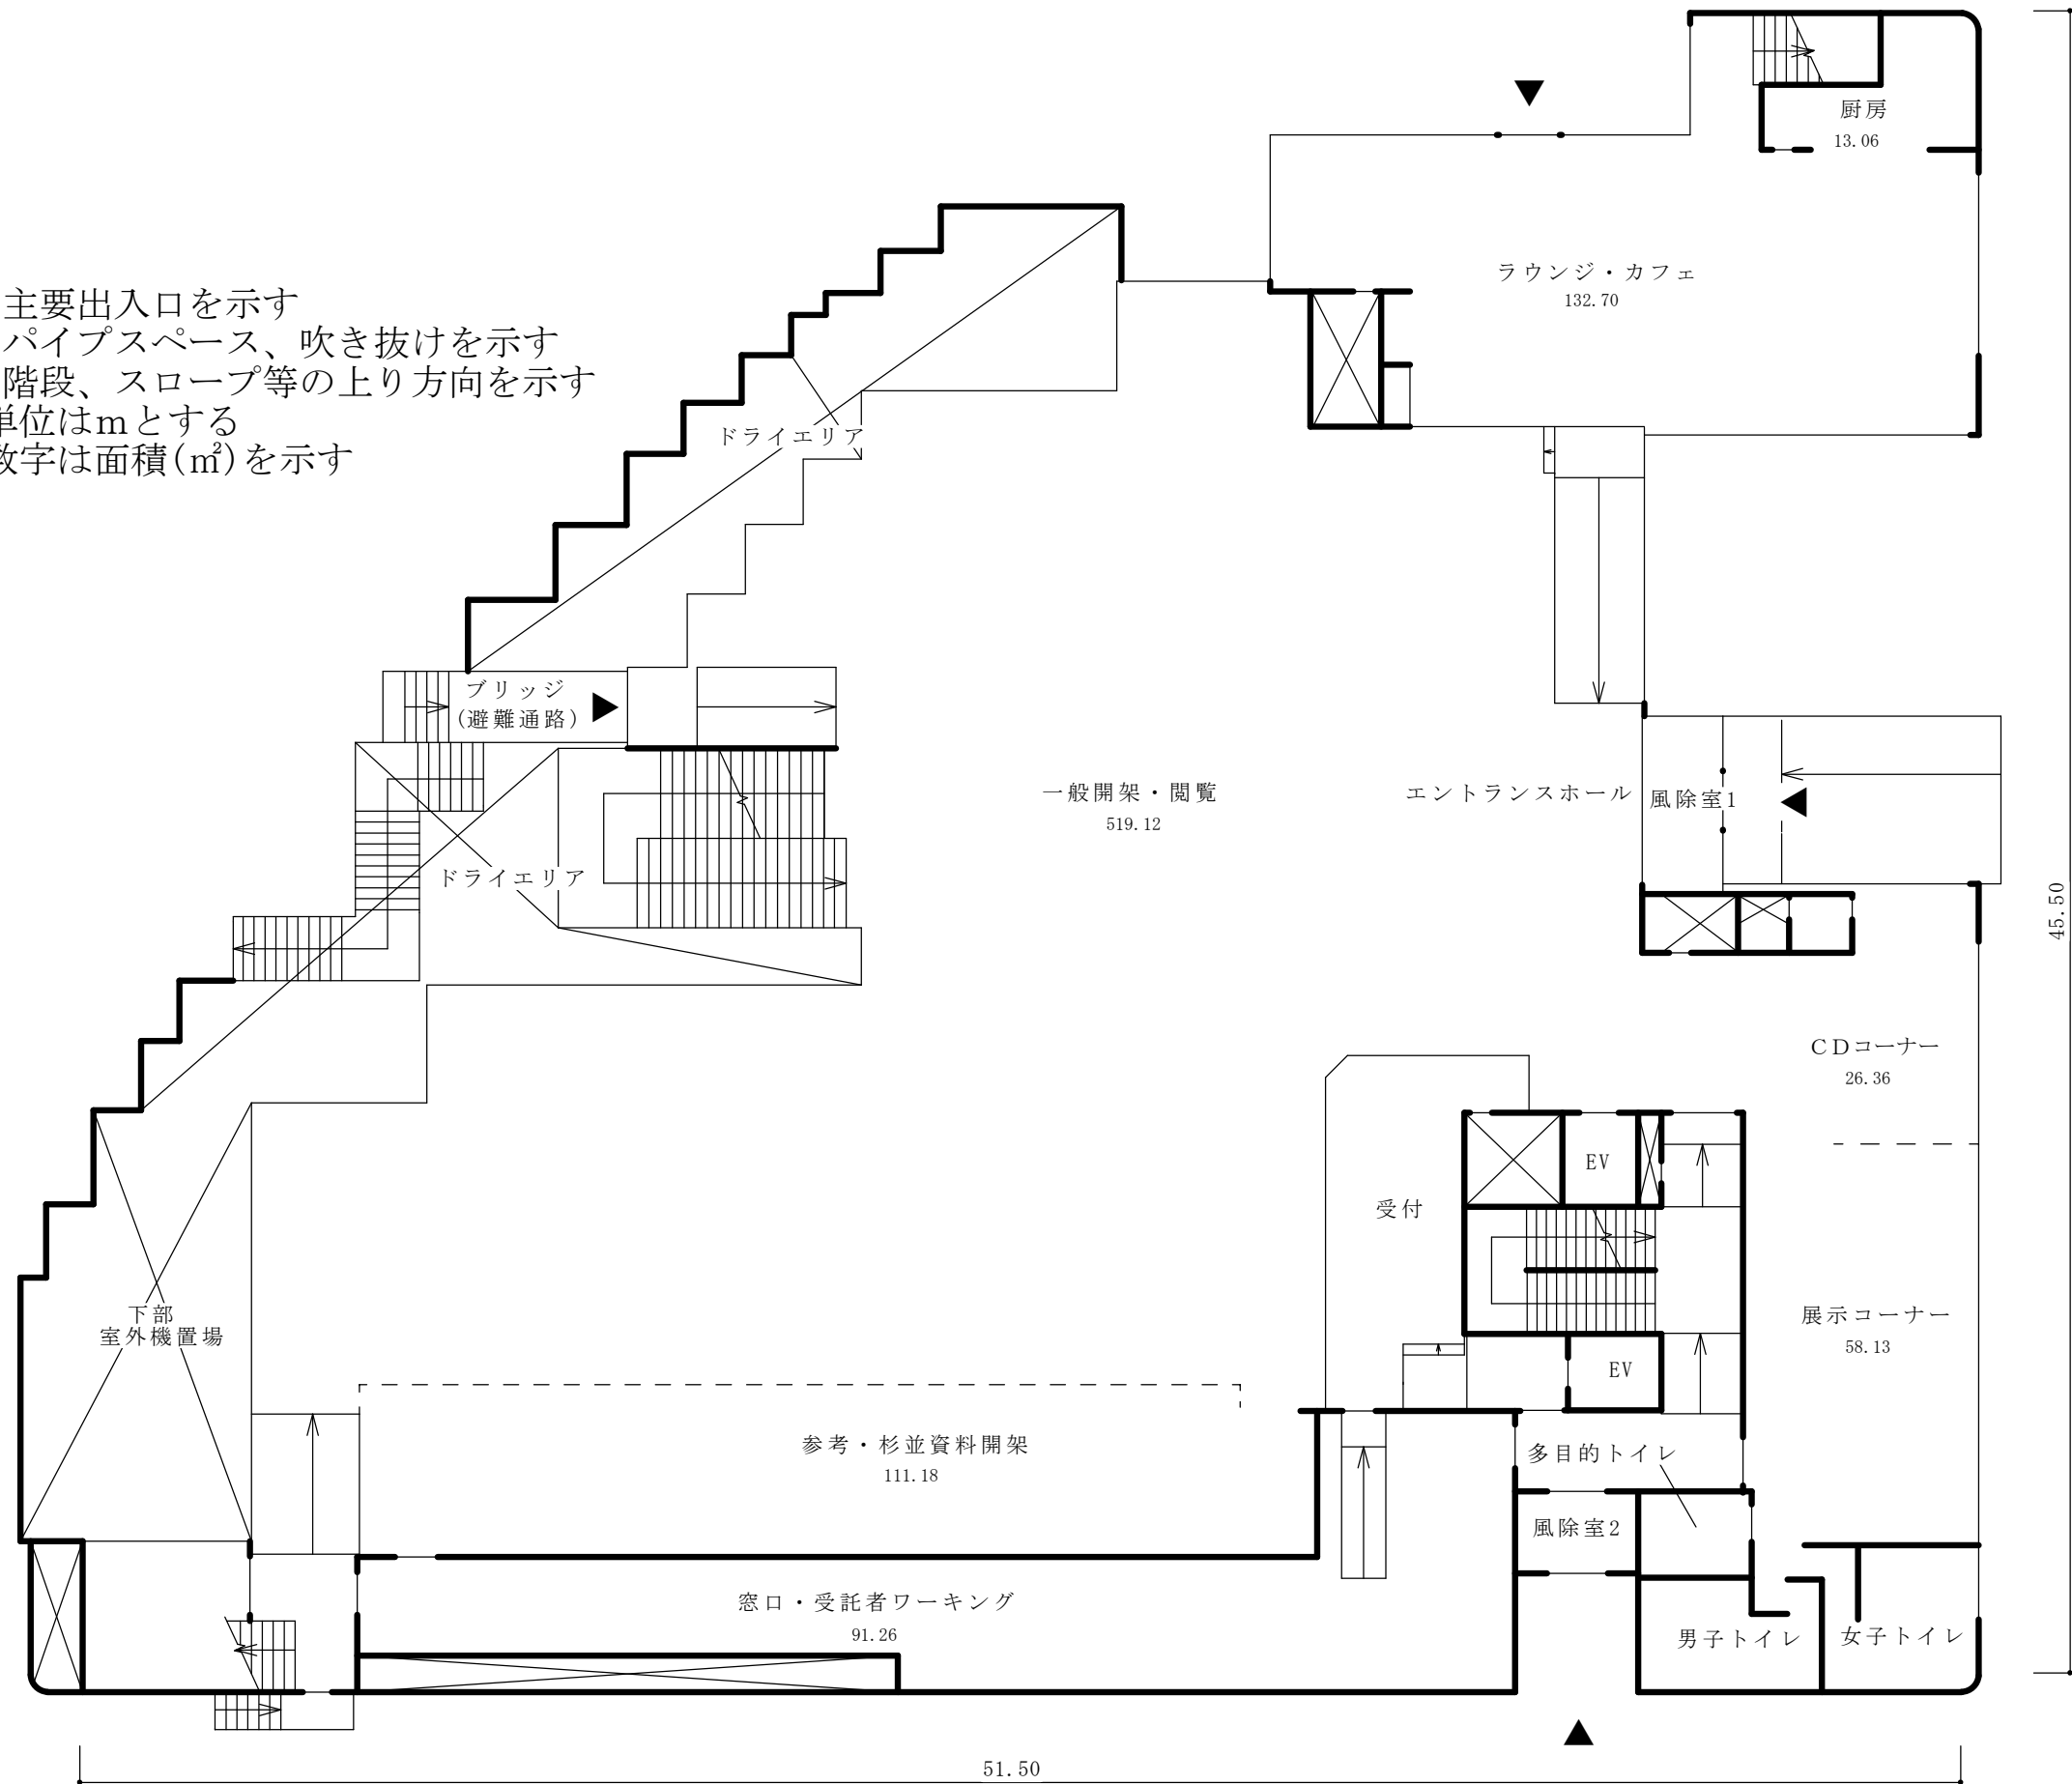 厨房
13.06
ラウンジ・カフェ
132.70
主要出入口を示す
パイプスペース、吹き抜けを示す
階段、スロープ等の上り方向を示す
単位はmとする
数字は面積(㎡)を示す
ドライエリア
ブリッジ
(避難通路)
一般開架・閲覧
519.12
エントランスホール
風除室1
ドライエリア
45.50
CDコーナー
26.36
EV
受付
下部
室外機置場
展示コーナー
58.13
EV
参考・杉並資料開架
111.18
多目的トイレ
風除室2
窓口・受託者ワーキング
91.26
男子トイレ
女子トイレ
51.50